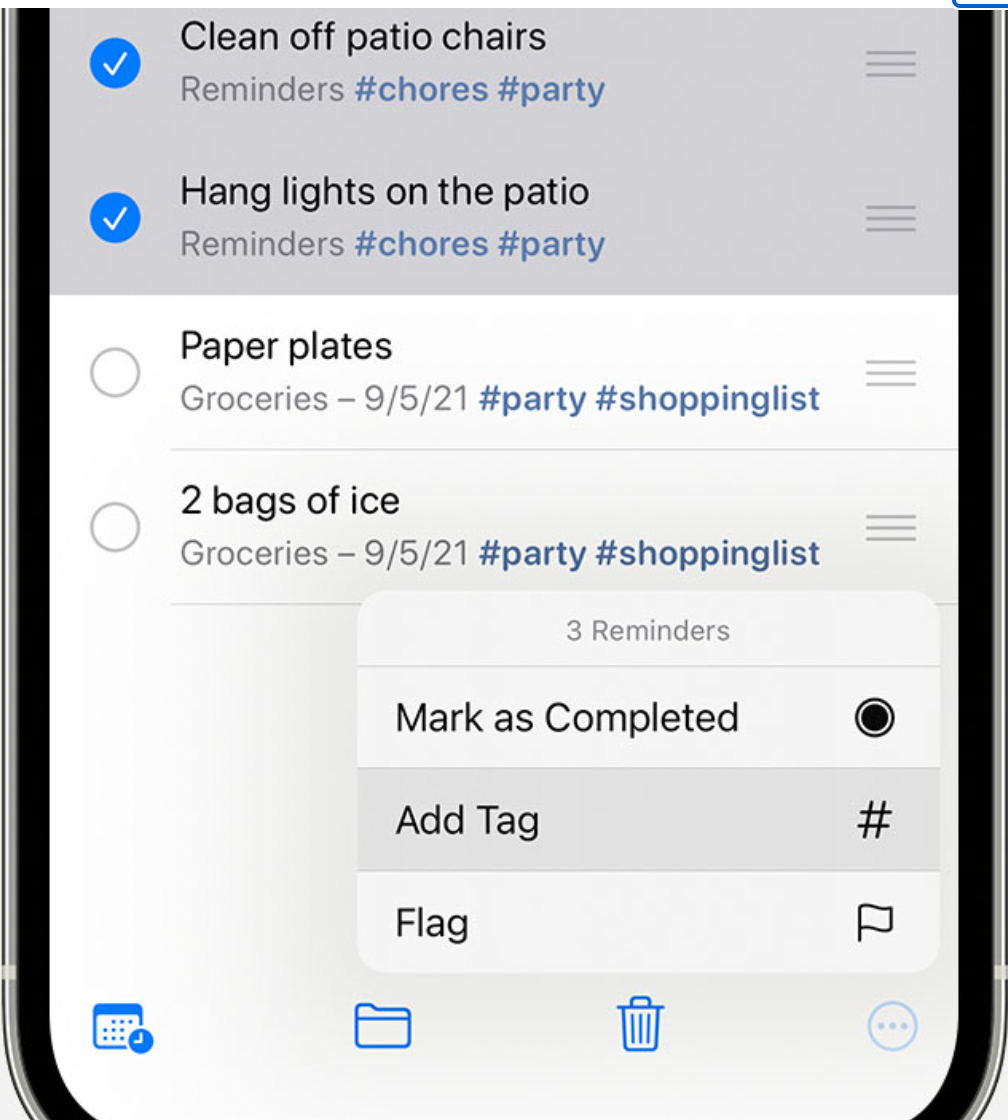 Clean off patio chairs
Reminders #chores #party
Hang lights on the patio
Reminders #chores #party
Paper plates
Groceries – 9/5/21 #party #shoppinglist
2 bags of ice
Groceries – 9/5/21 #party #shoppinglist
3 Reminders
Mark as Completed
Add Tag
#
Flag